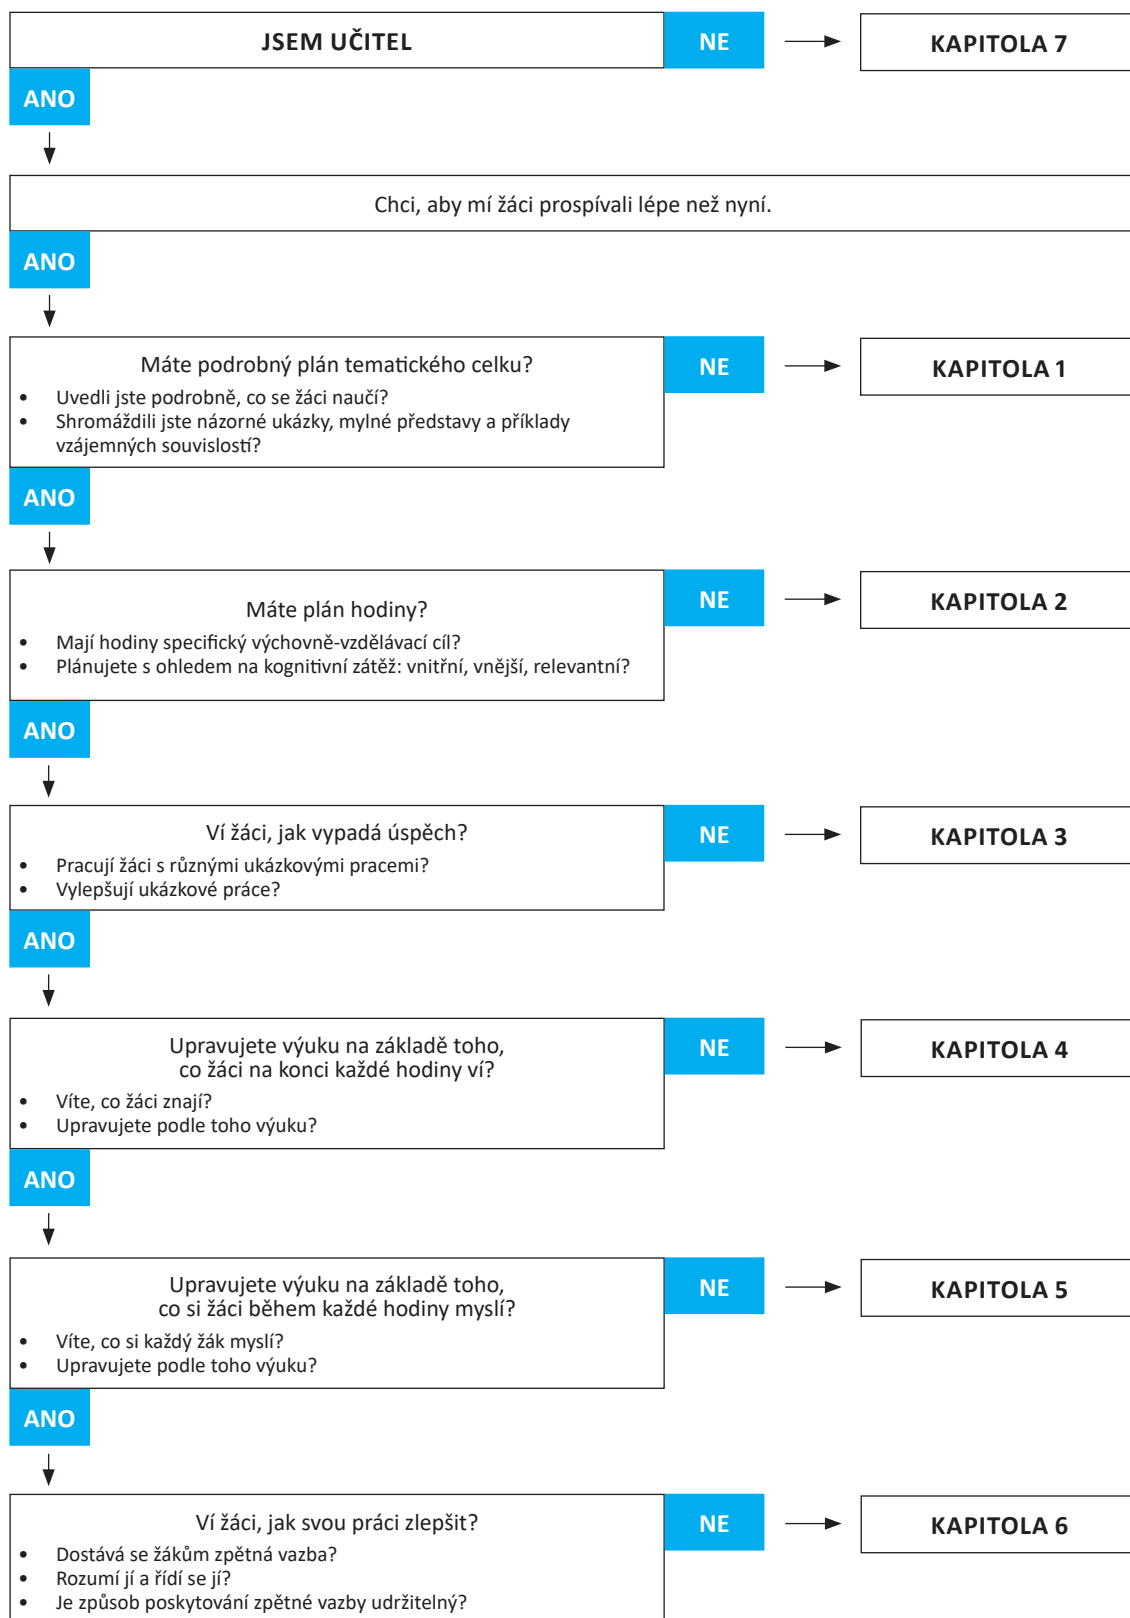 JSEM UČITEL
NE
KAPITOLA 7
ANO
Chci, aby mí žáci prospívali lépe než nyní.
ANO
Máte podrobný plán tematického celku?
• Uvedli jste podrobně, co se žáci naučí?
• Shromáždili jste názorné ukázky, mylné představy a příklady
vzájemných souvislostí?
NE
KAPITOLA 1
ANO
Máte plán hodiny?
• Mají hodiny specifický výchovně-vzdělávací cíl?
• Plánujete s ohledem na kognitivní zátěž: vnitřní, vnější, relevantní?
NE
KAPITOLA 2
ANO
Ví žáci, jak vypadá úspěch?
• Pracují žáci s různými ukázkovými pracemi?
• Vylepšují ukázkové práce?
NE
KAPITOLA 3
ANO
Upravujete výuku na základě toho,
co žáci na konci každé hodiny ví?
• Víte, co žáci znají?
• Upravujete podle toho výuku?
NE
KAPITOLA 4
ANO
Upravujete výuku na základě toho,
co si žáci během každé hodiny myslí?
• Víte, co si každý žák myslí?
• Upravujete podle toho výuku?
NE
KAPITOLA 5
ANO
Ví žáci, jak svou práci zlepšit?
• Dostává se žákům zpětná vazba?
• Rozumí jí a řídí se jí?
• Je způsob poskytování zpětné vazby udržitelný?
NE
KAPITOLA 6